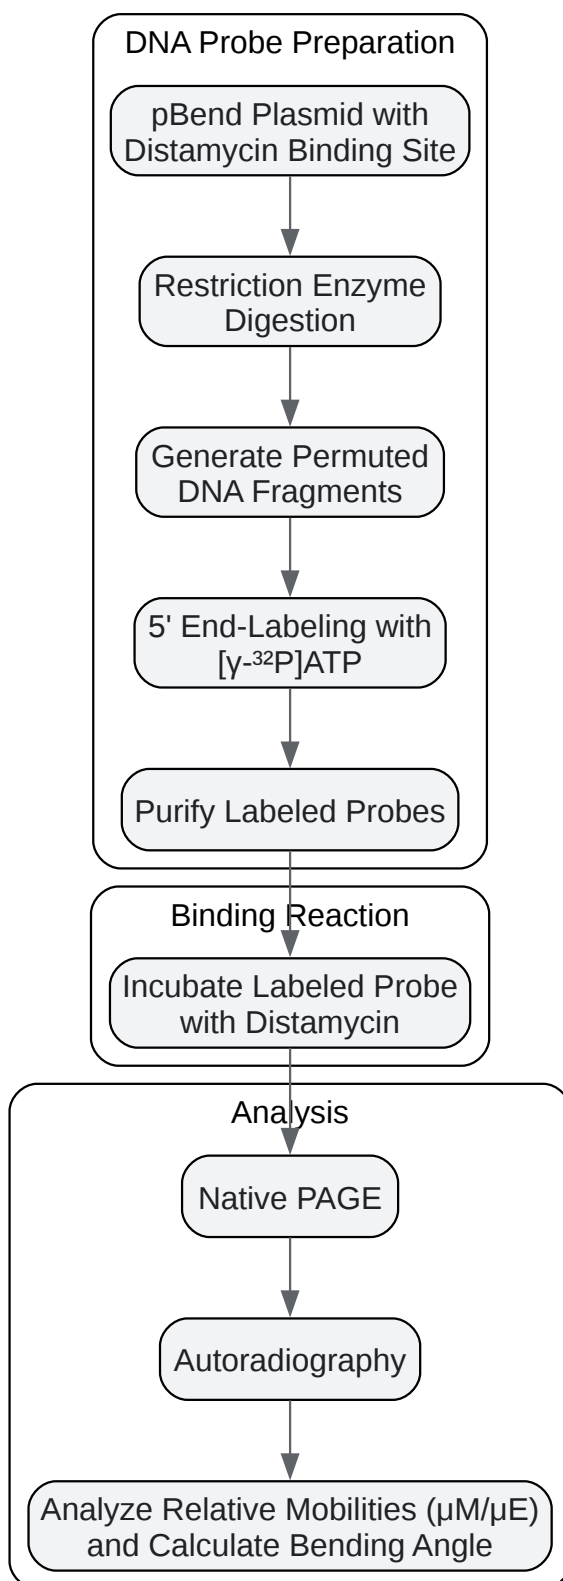 DNA Probe Preparation
pBend Plasmid with
Distamycin Binding Site
Restriction Enzyme
Digestion
Generate Permuted
DNA Fragments
5' End-Labeling with
[γ-³²P]ATP
Purify Labeled Probes
Binding Reaction
Incubate Labeled Probe
with Distamycin
Analysis
Native PAGE
Autoradiography
Analyze Relative Mobilities (μM/μE)
and Calculate Bending Angle